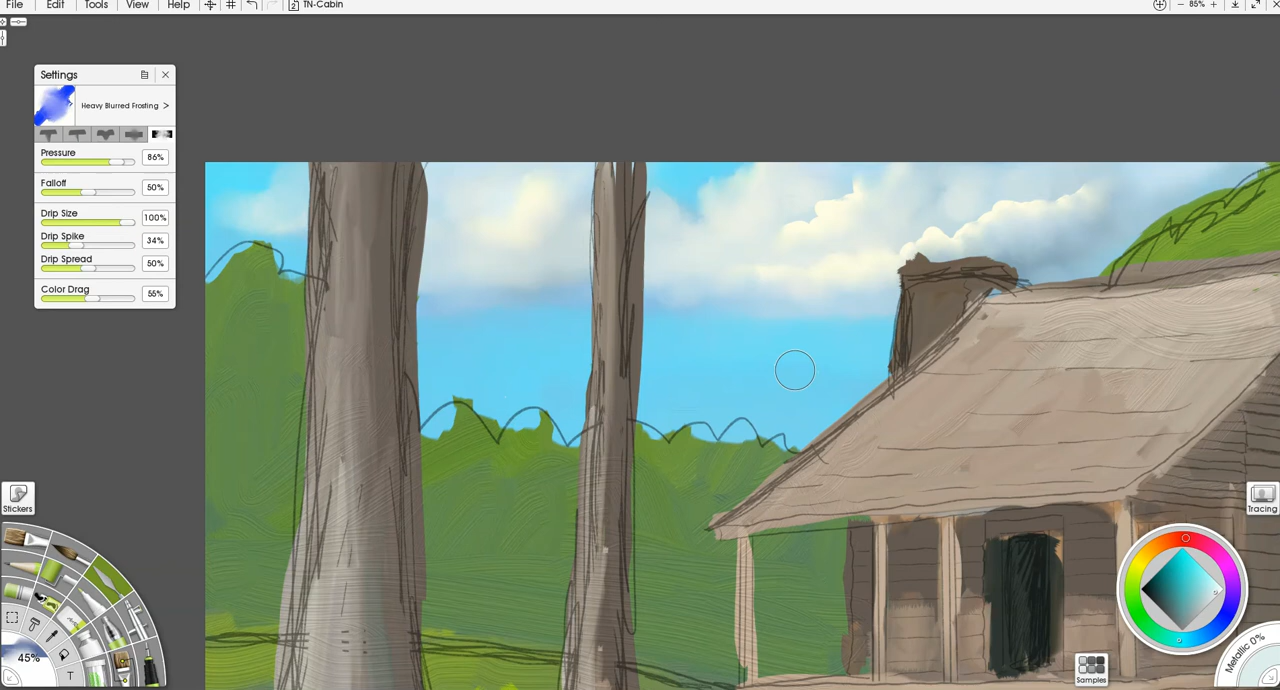 File Edit Tools View Help TN-Cabin 85%
Settings
Heavy Blurred Frosting >
Pressure
86%
Falloff
50%
Drip Size
100%
Drip Spike
34%
Drip Spread
50%
Color Drag
55%
Stickers
Tracing
45%
T
Samples
Metallic 0%